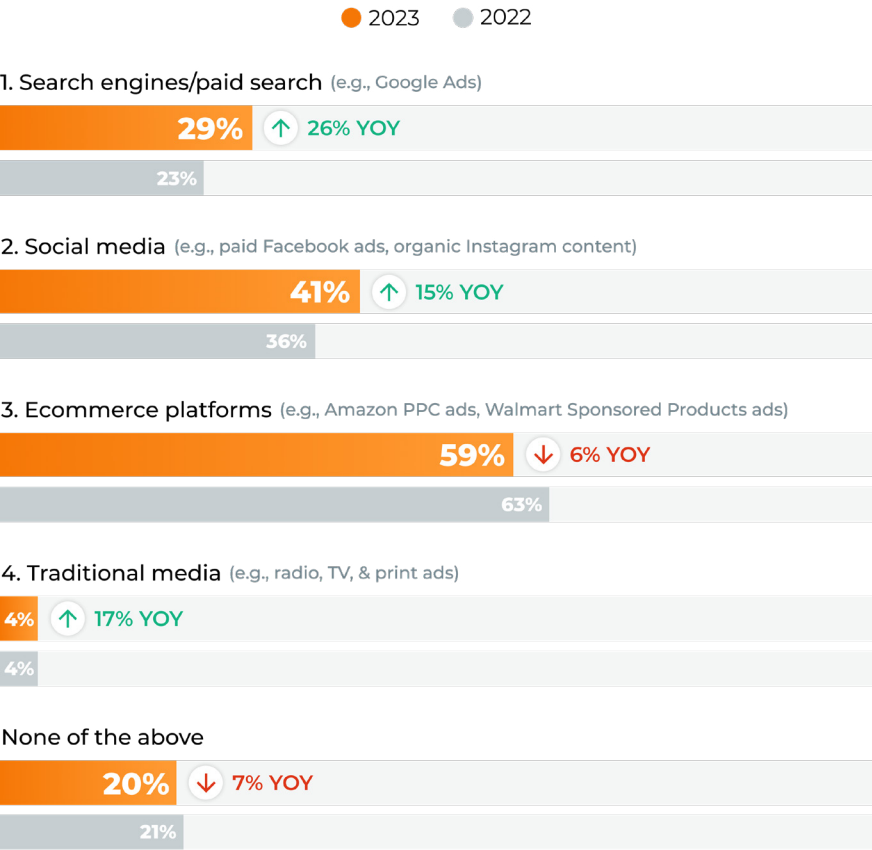 2023 2022
1. Search engines/paid search (e.g., Google Ads)
29% 26% YOY
23%
2. Social media (e.g., paid Facebook ads, organic Instagram content)
41% 15% YOY
36%
3. Ecommerce platforms (e.g., Amazon PPC ads, Walmart Sponsored Products ads)
59% 6% YOY
63%
4. Traditional media (e.g., radio, TV, & print ads)
4% 17% YOY
4%
None of the above
20% 7% YOY
21%